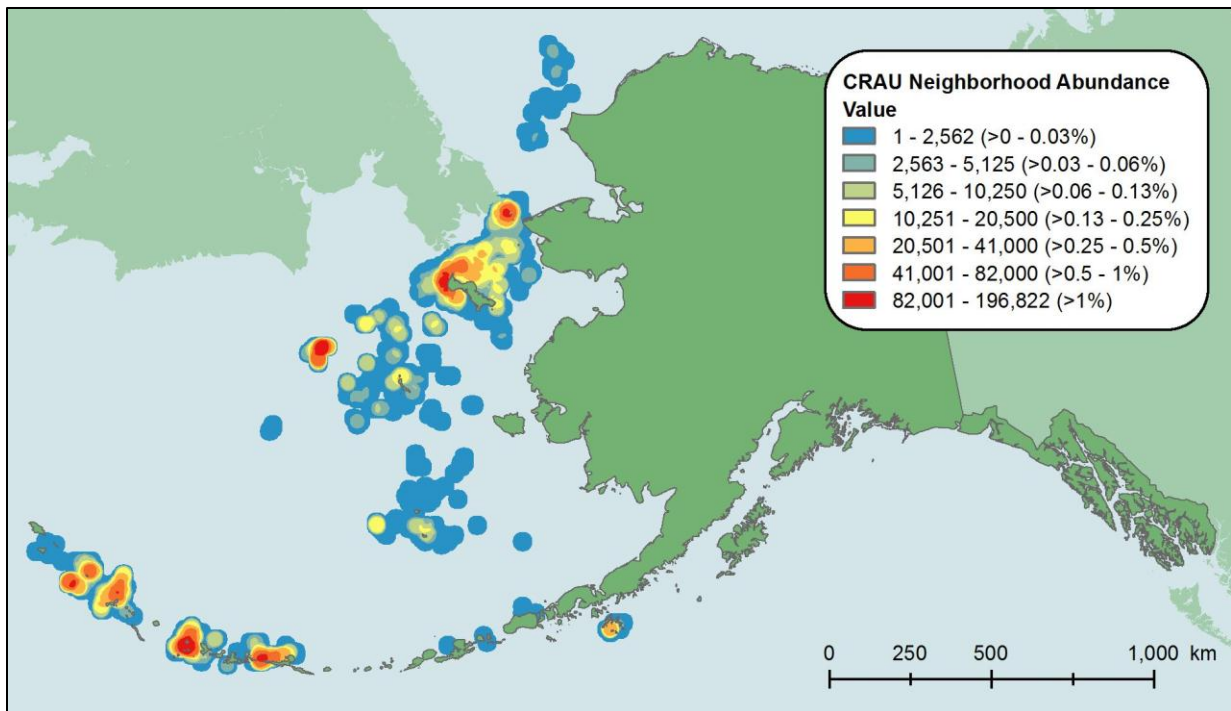 CRAU Neighborhood Abundance
Value
1 - 2,562 (>0 - 0.03%)
2,563 - 5,125 (>0.03 - 0.06%)
5,126 - 10,250 (>0.06 - 0.13%)
10,251 - 20,500 (>0.13 - 0.25%)
20,501 - 41,000 (>0.25 - 0.5%)
41,001 - 82,000 (>0.5 - 1%)
82,001 - 196,822 (>1%)
0 250 500 1,000 km